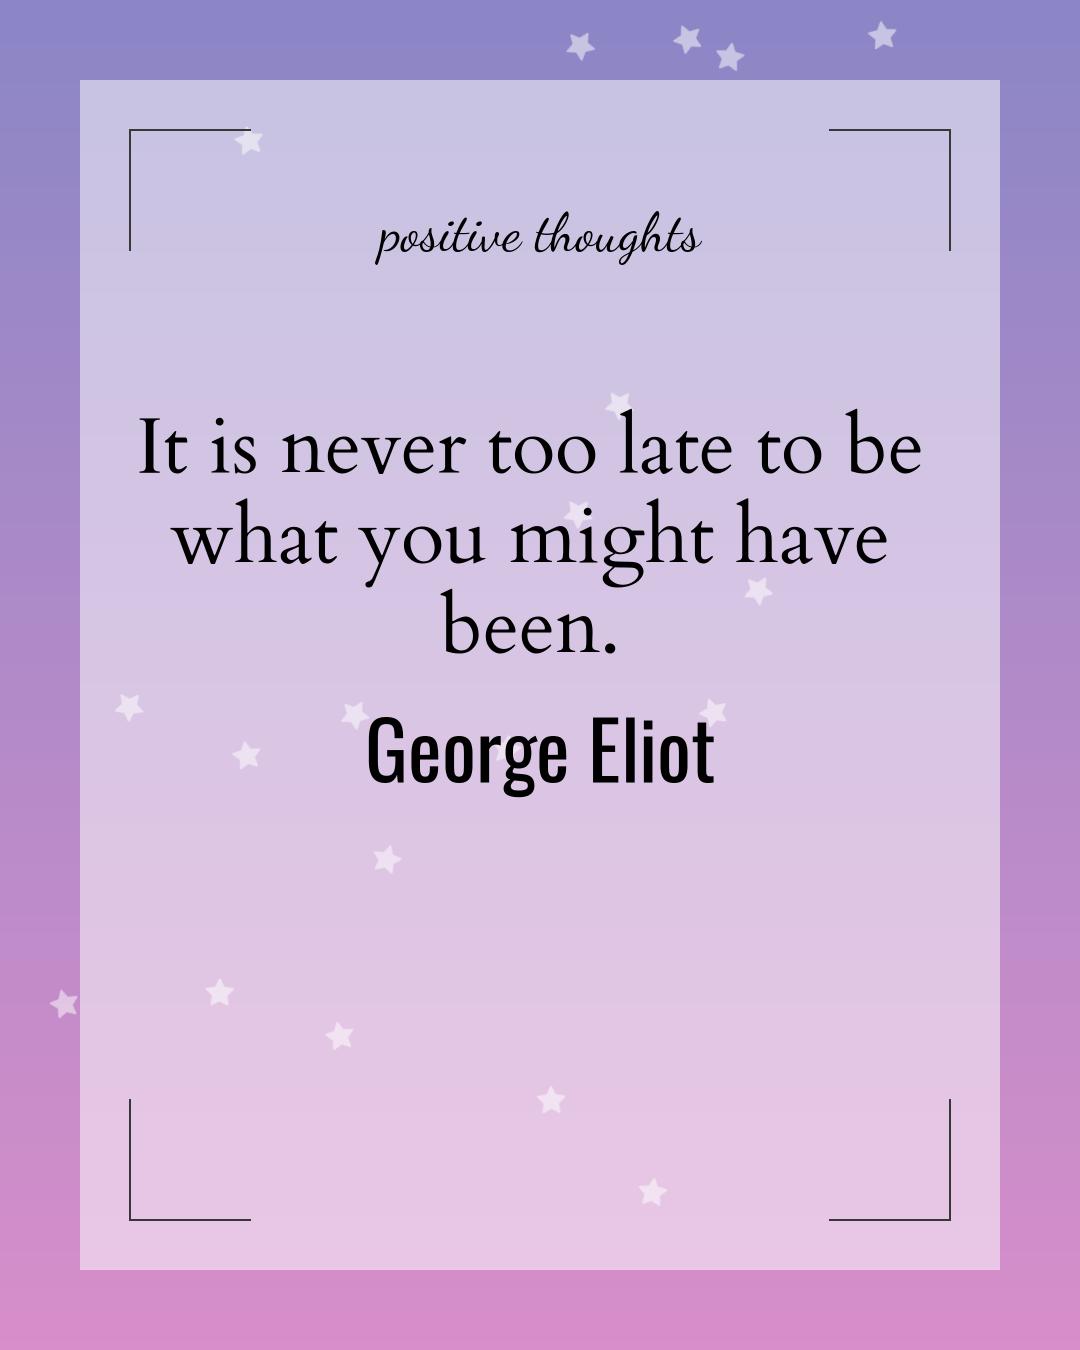 positive thoughts
It is never too late to be
what you might have
been.
George Eliot